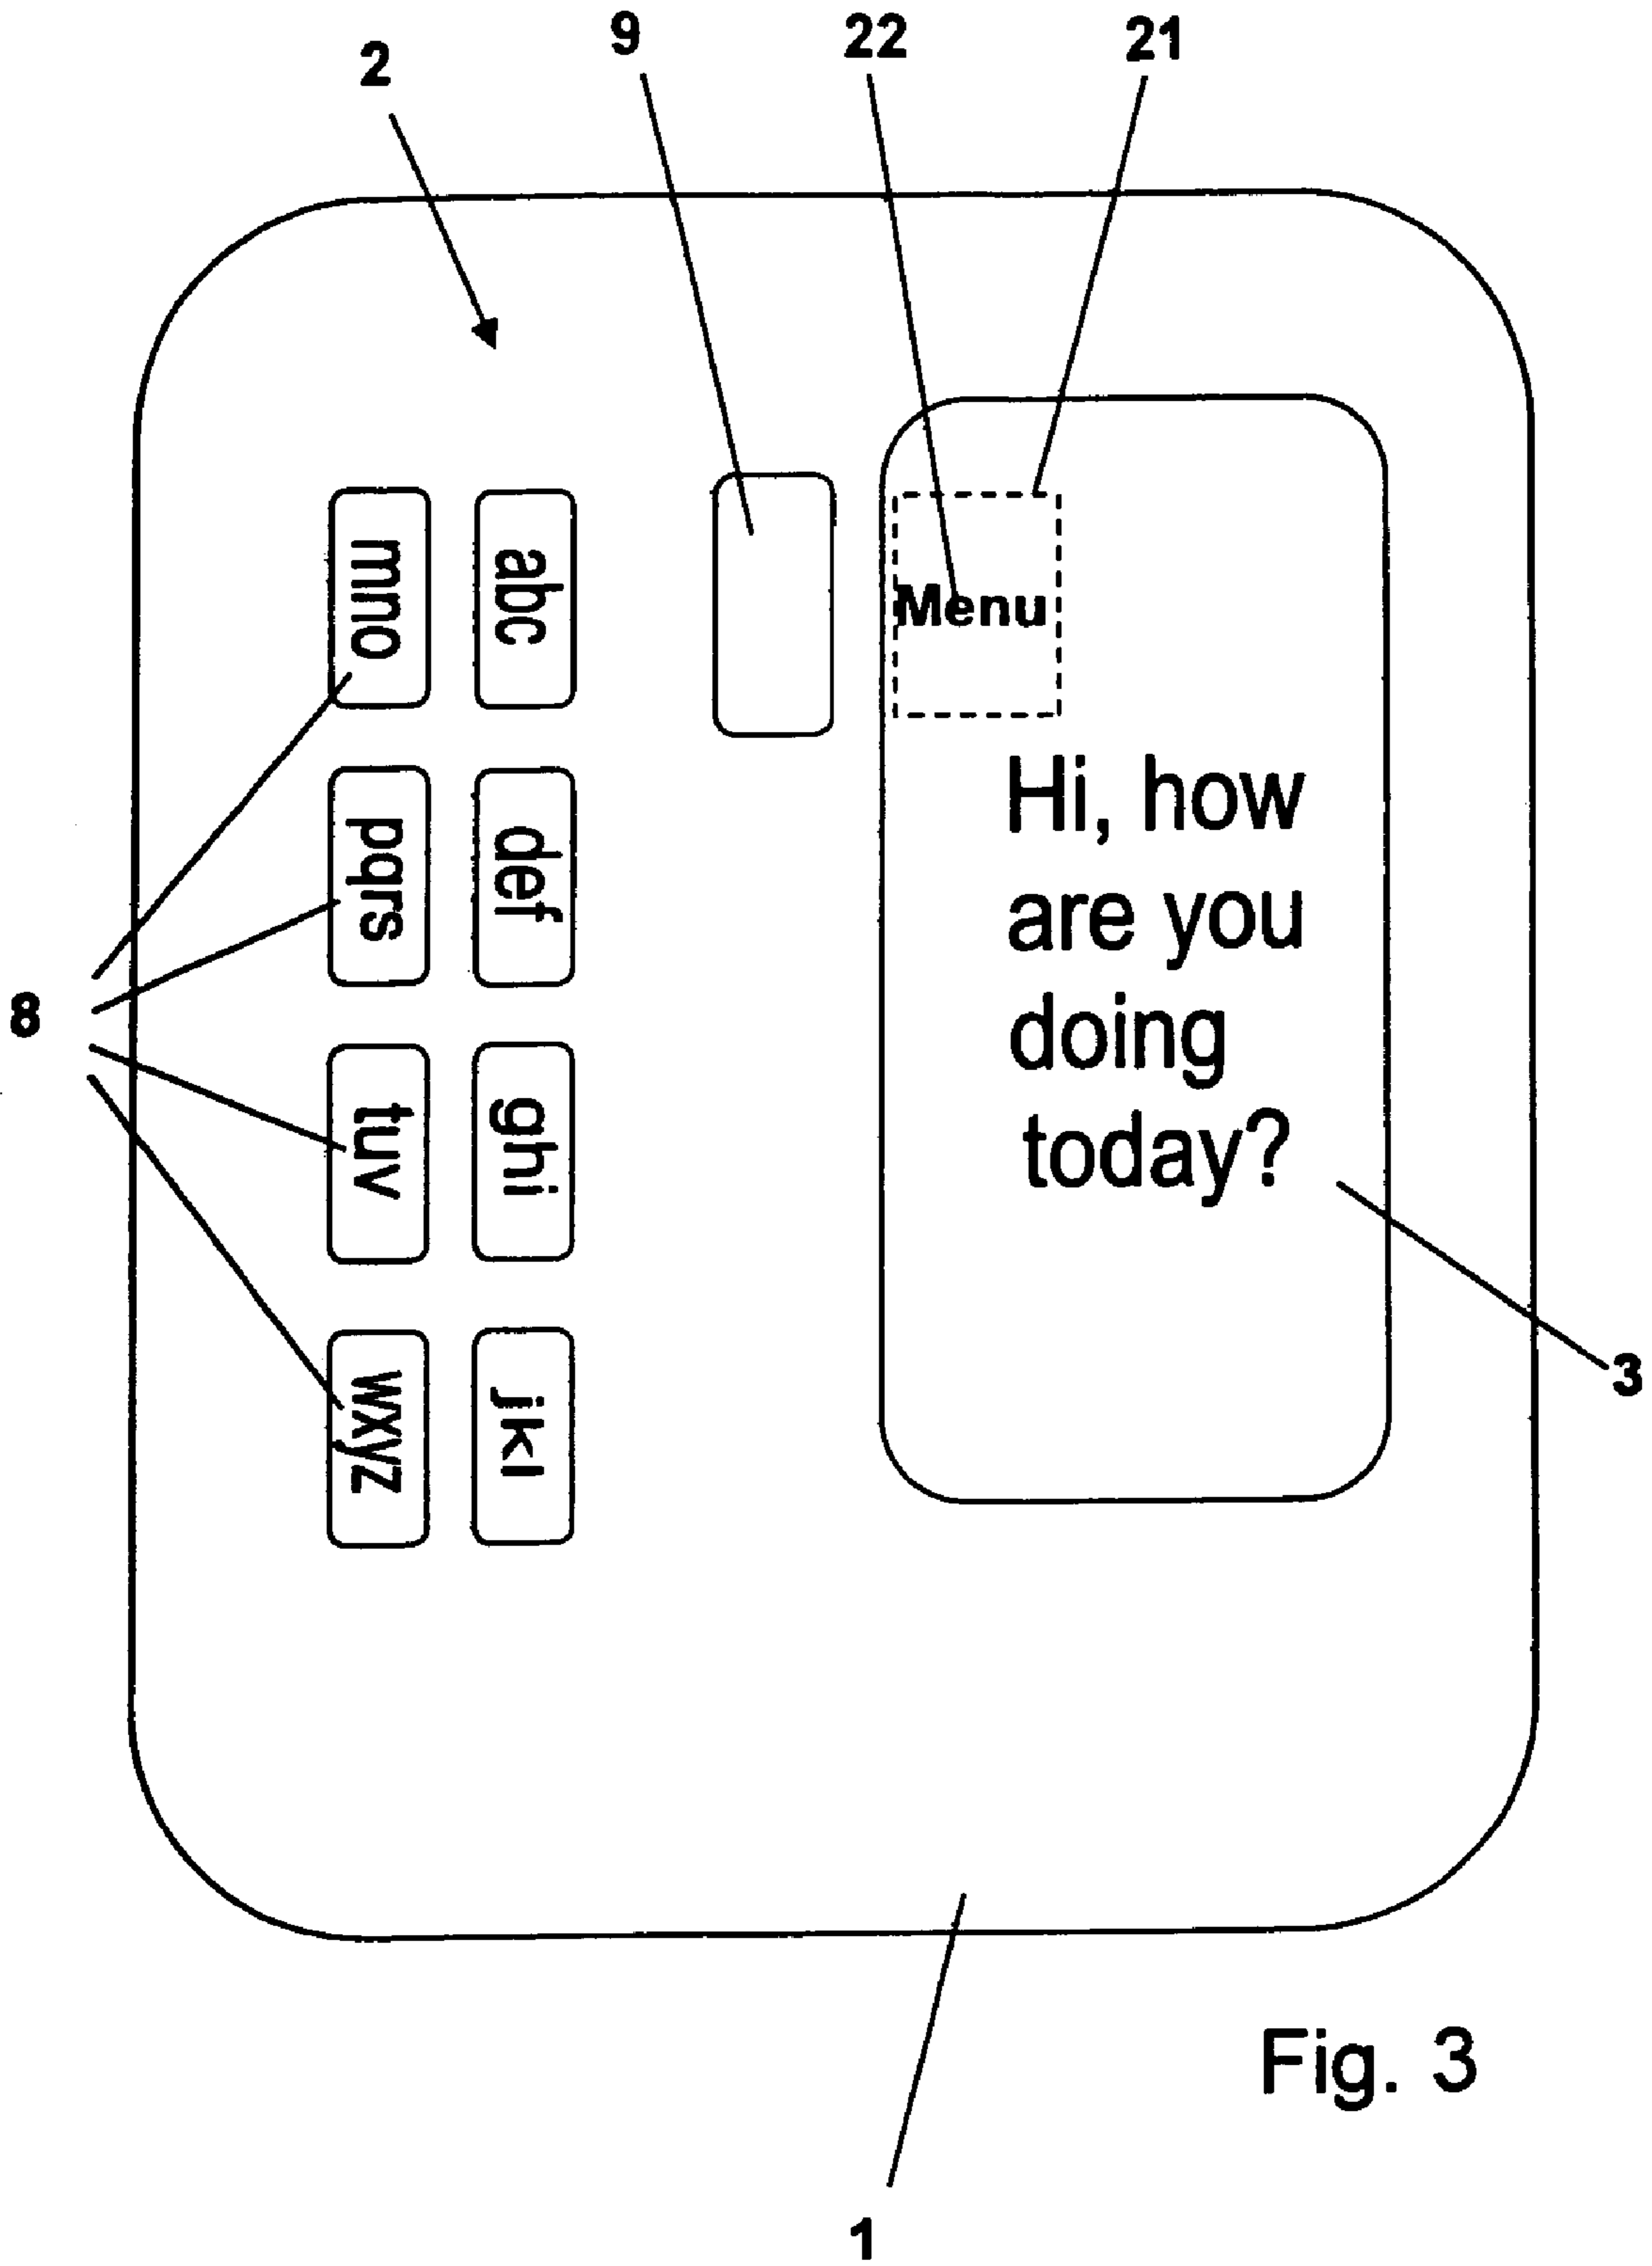 9
22
21
2
Menu
mno
abc
pqrs
def
tuv
ghi
wxyz
jkl
Hi, how
are you
doing
today?
8
3
Fig. 3
1